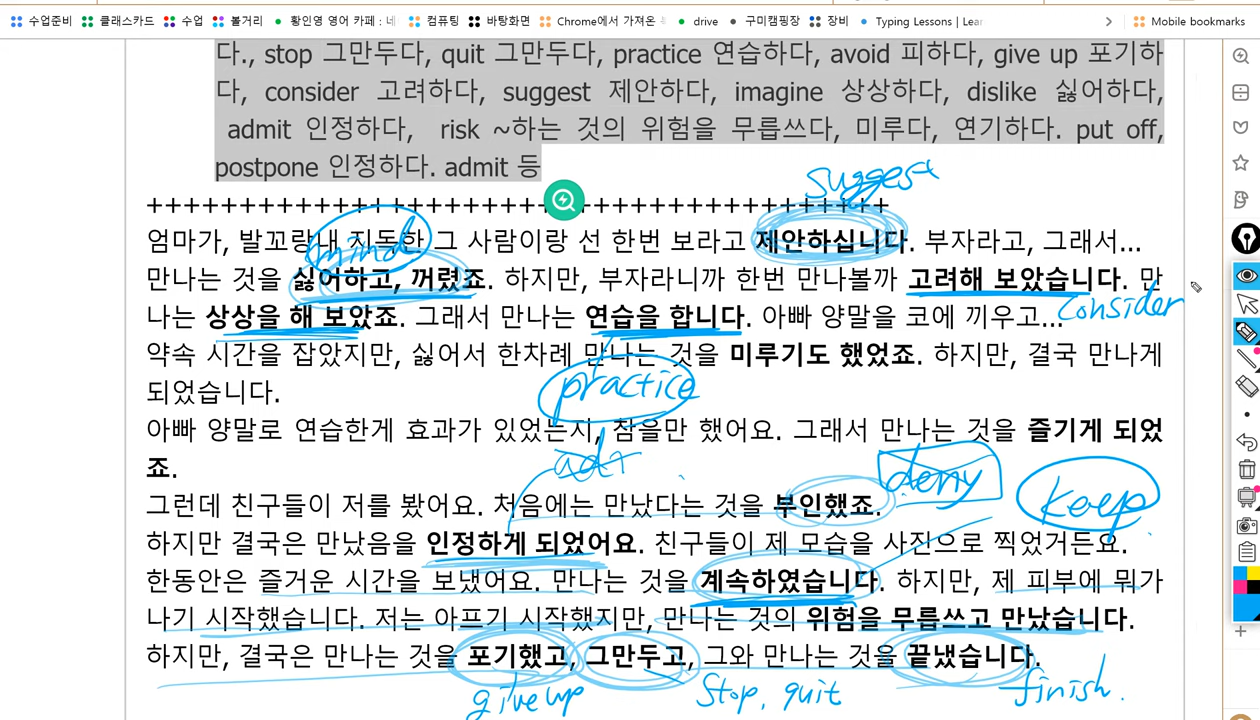 수업준비 클래스카드 수업 볼거리 황인영 영어 카페 : 네 컴퓨팅 바탕화면 Chrome에서 가져온 drive 구미캠핑장 장비 Typing Lessons | Lear Mobile bookmarks
다., stop 그만두다, quit 그만두다, practice 연습하다, avoid 피하다, give up 포기하
다, consider 고려하다, suggest 제안하다, imagine 상상하다, dislike 싫어하다,
admit 인정하다, risk ~하는 것의 위험을 무릅쓰다, 미루다, 연기하다. put off,
postpone 인정하다. admit 등
suggest
++++++++++++++++++++++++++++++++++++++++
엄마가, 발꼬랑내 지독한 그 사람이랑 선 한번 보라고 제안하십니다. 부자라고, 그래서...
mind
만나는 것을 싫어하고, 꺼렸죠. 하지만, 부자라니까 한번 만나볼까 고려해 보았습니다. 만
나는 상상을 해 보았죠. 그래서 만나는 연습을 합니다. 아빠 양말을 코에 끼우고...
consider
약속 시간을 잡았지만, 싫어서 한차례 만나는 것을 미루기도 했었죠. 하지만, 결국 만나게
되었습니다.
practice
아빠 양말로 연습한게 효과가 있었는지, 참을만 했어요. 그래서 만나는 것을 즐기게 되었
죠.
deny
keep
그런데 친구들이 저를 봤어요. 처음에는 만났다는 것을 부인했죠.
하지만 결국은 만났음을 인정하게 되었어요. 친구들이 제 모습을 사진으로 찍었거든요.
한동안은 즐거운 시간을 보냈어요. 만나는 것을 계속하였습니다. 하지만, 제 피부에 뭐가
나기 시작했습니다. 저는 아프기 시작했지만, 만나는 것의 위험을 무릅쓰고 만났습니다.
하지만, 결국은 만나는 것을 포기했고, 그만두고, 그와 만나는 것을 끝냈습니다.
give up stop, quit finish.